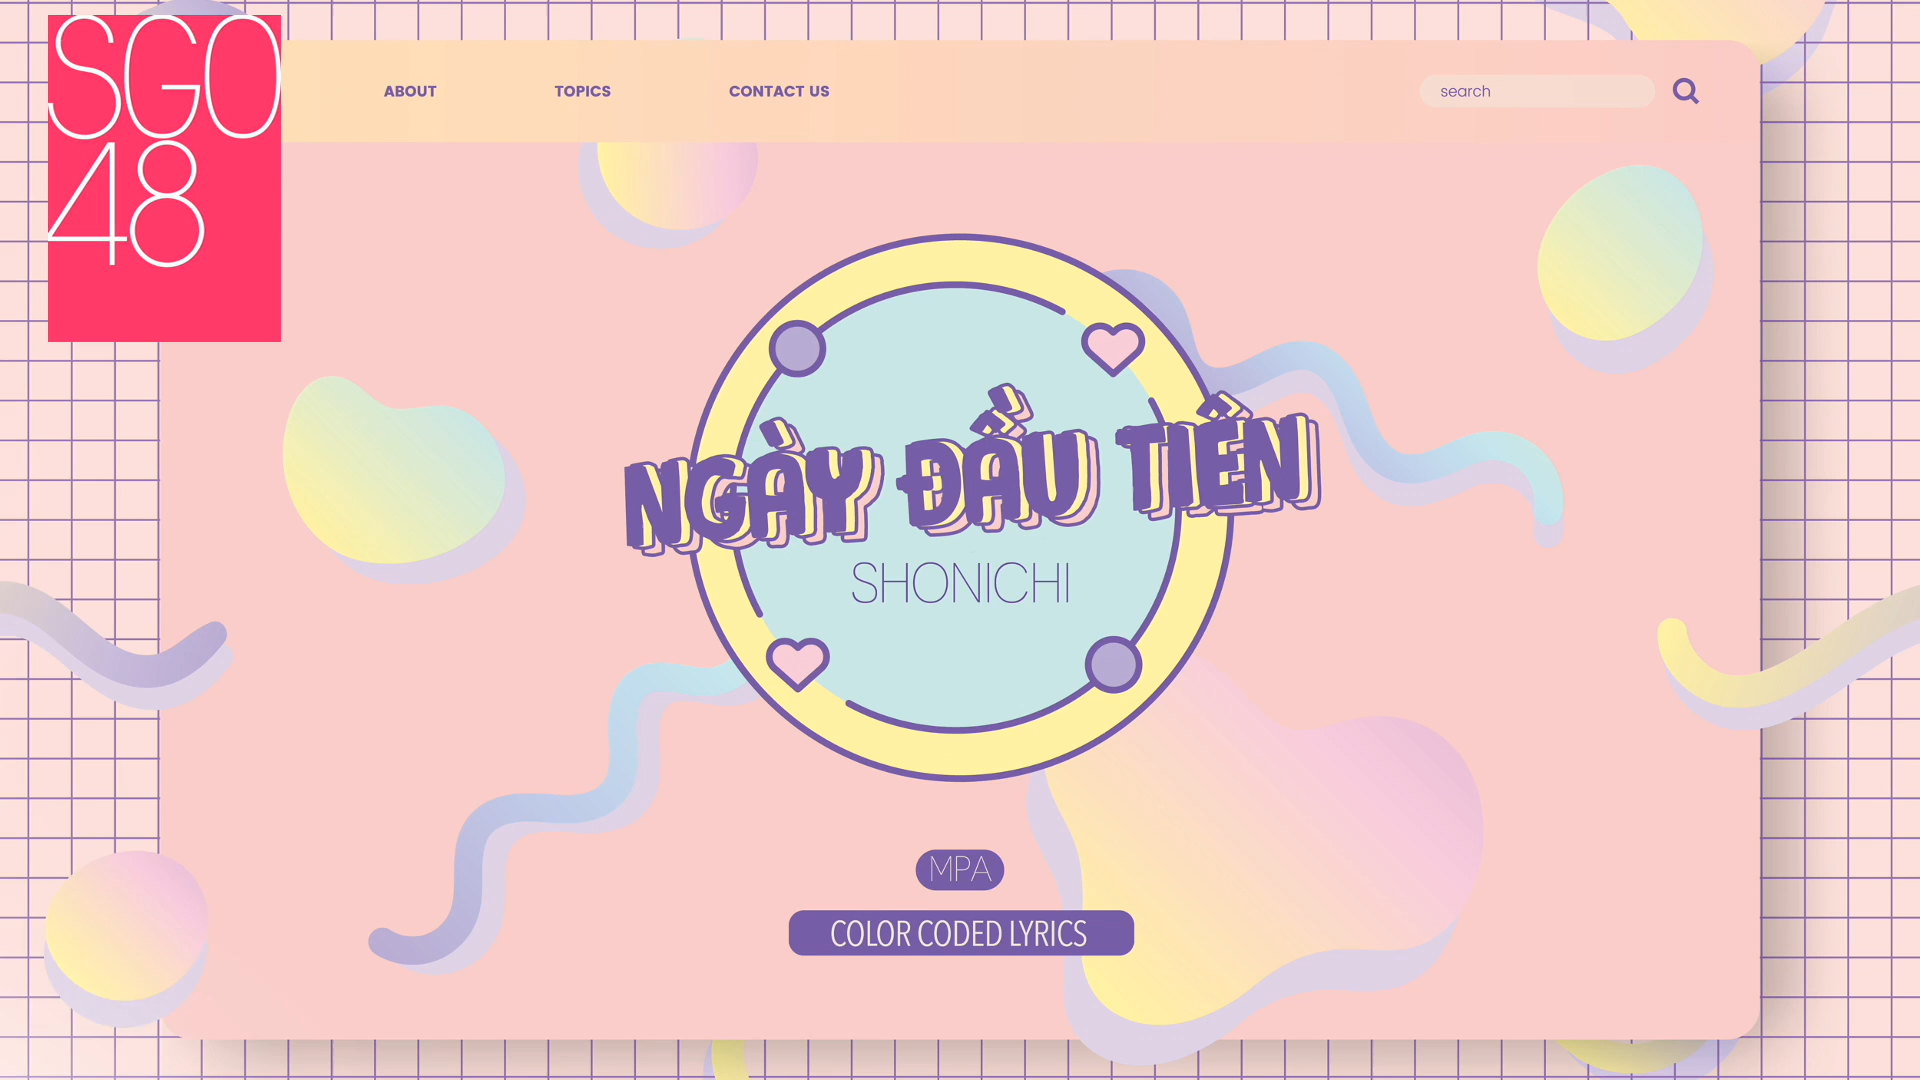 SGO
48
ABOUT
TOPICS
CONTACT US
search
NGÀY ĐẦU TIÊN
SHONICHI
MPA
COLOR CODED LYRICS